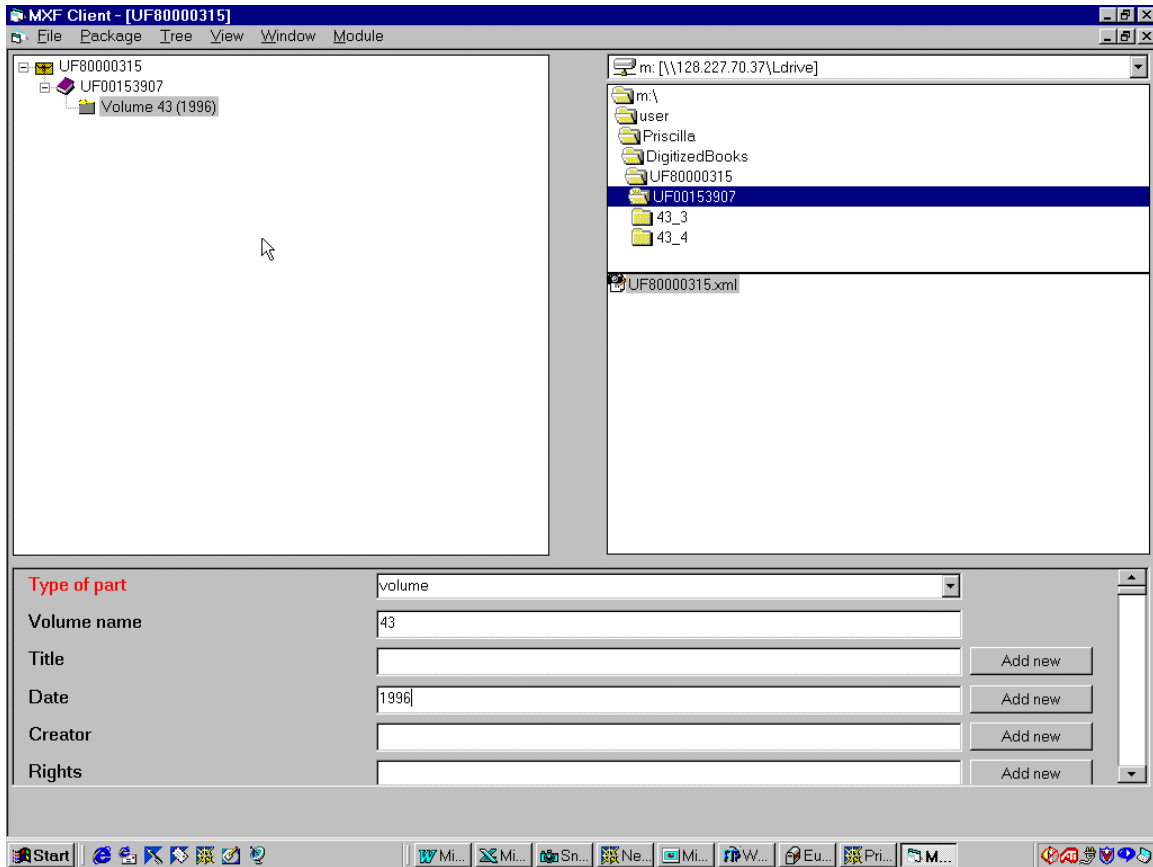 MXF Client - [UF80000315]
File Package Tree View Window Module
UF80000315
UF00153907
Volume 43 (1996)
m: [\\128.227.70.37\Ldrive]
m:\
user
Priscilla
DigitizedBooks
UF80000315
UF00153907
43_3
43_4
UF80000315.xml
Type of part volume
Volume name 43
Title Add new
Date 1996 Add new
Creator Add new
Rights Add new
Start Mi... Mi... Sn... Ne... Mi... W... Eu... Pri... M...